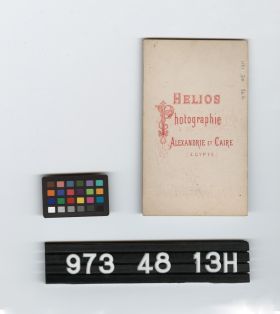 HELIOS
Photographie
ALEXANDRIE ET CAIRE
(EGYPTE)
973 48 13H